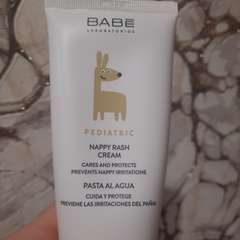 BABÉ
LABORATORIOS
PEDIATRIC
NAPPY RASH
CREAM
CARES AND PROTECTS
PREVENTS NAPPY IRRITATIONS
PASTA AL AGUA
CUIDA Y PROTEGE
PREVIENE LAS IRRITACIONES DEL PAÑAL